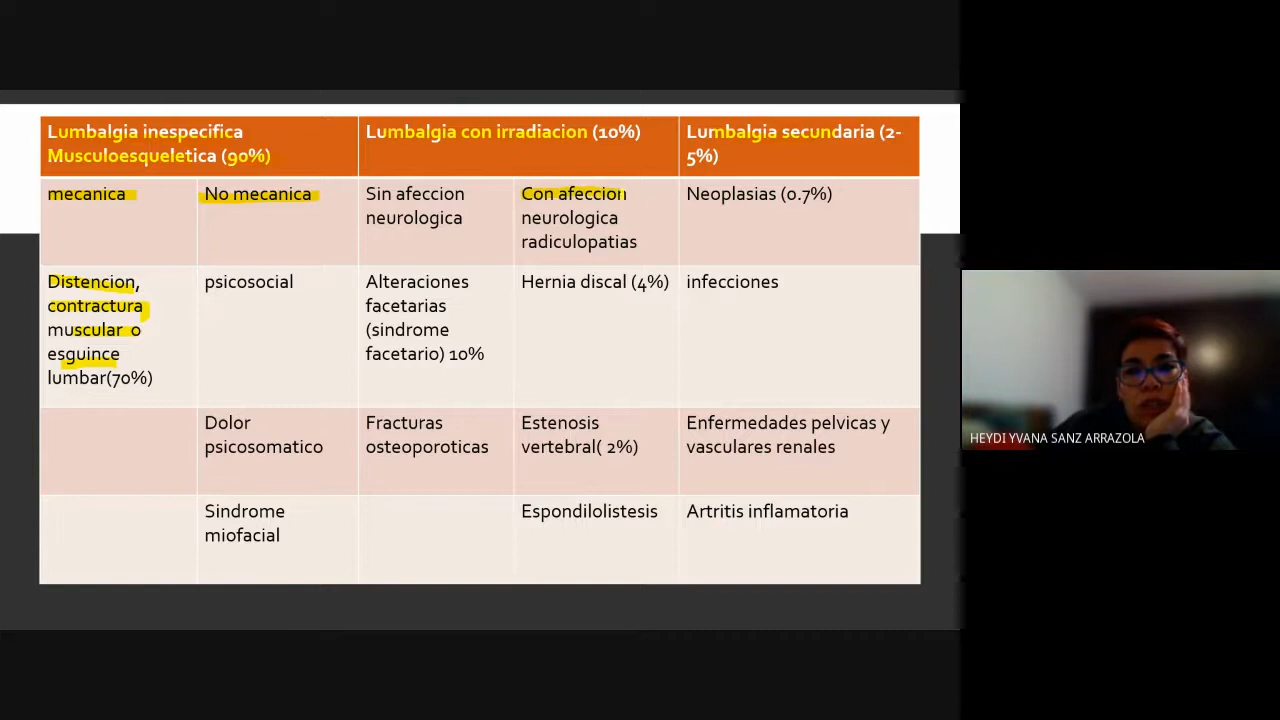 Lumbalgia inespecifica
Musculoesqueletica (90%)
Lumbalgia con irradiacion (10%)
Lumbalgia secundaria (2-
5%)
mecanica
No mecanica
Sin afeccion
neurologica
Con afeccion
neurologica
radiculopatias
Neoplasias (0.7%)
Distencion,
contractura
muscular o
esguince
lumbar(70%)
psicosocial
Alteraciones
facetarias
(sindrome
facetario) 10%
Hernia discal (4%)
infecciones
Dolor
psicosomatico
Fracturas
osteoporoticas
Estenosis
vertebral( 2%)
Enfermedades pelvicas y
vasculares renales
Sindrome
miofacial
Espondilolistesis
Artritis inflamatoria
HEYDI YVANA SANZ ARRAZOLA